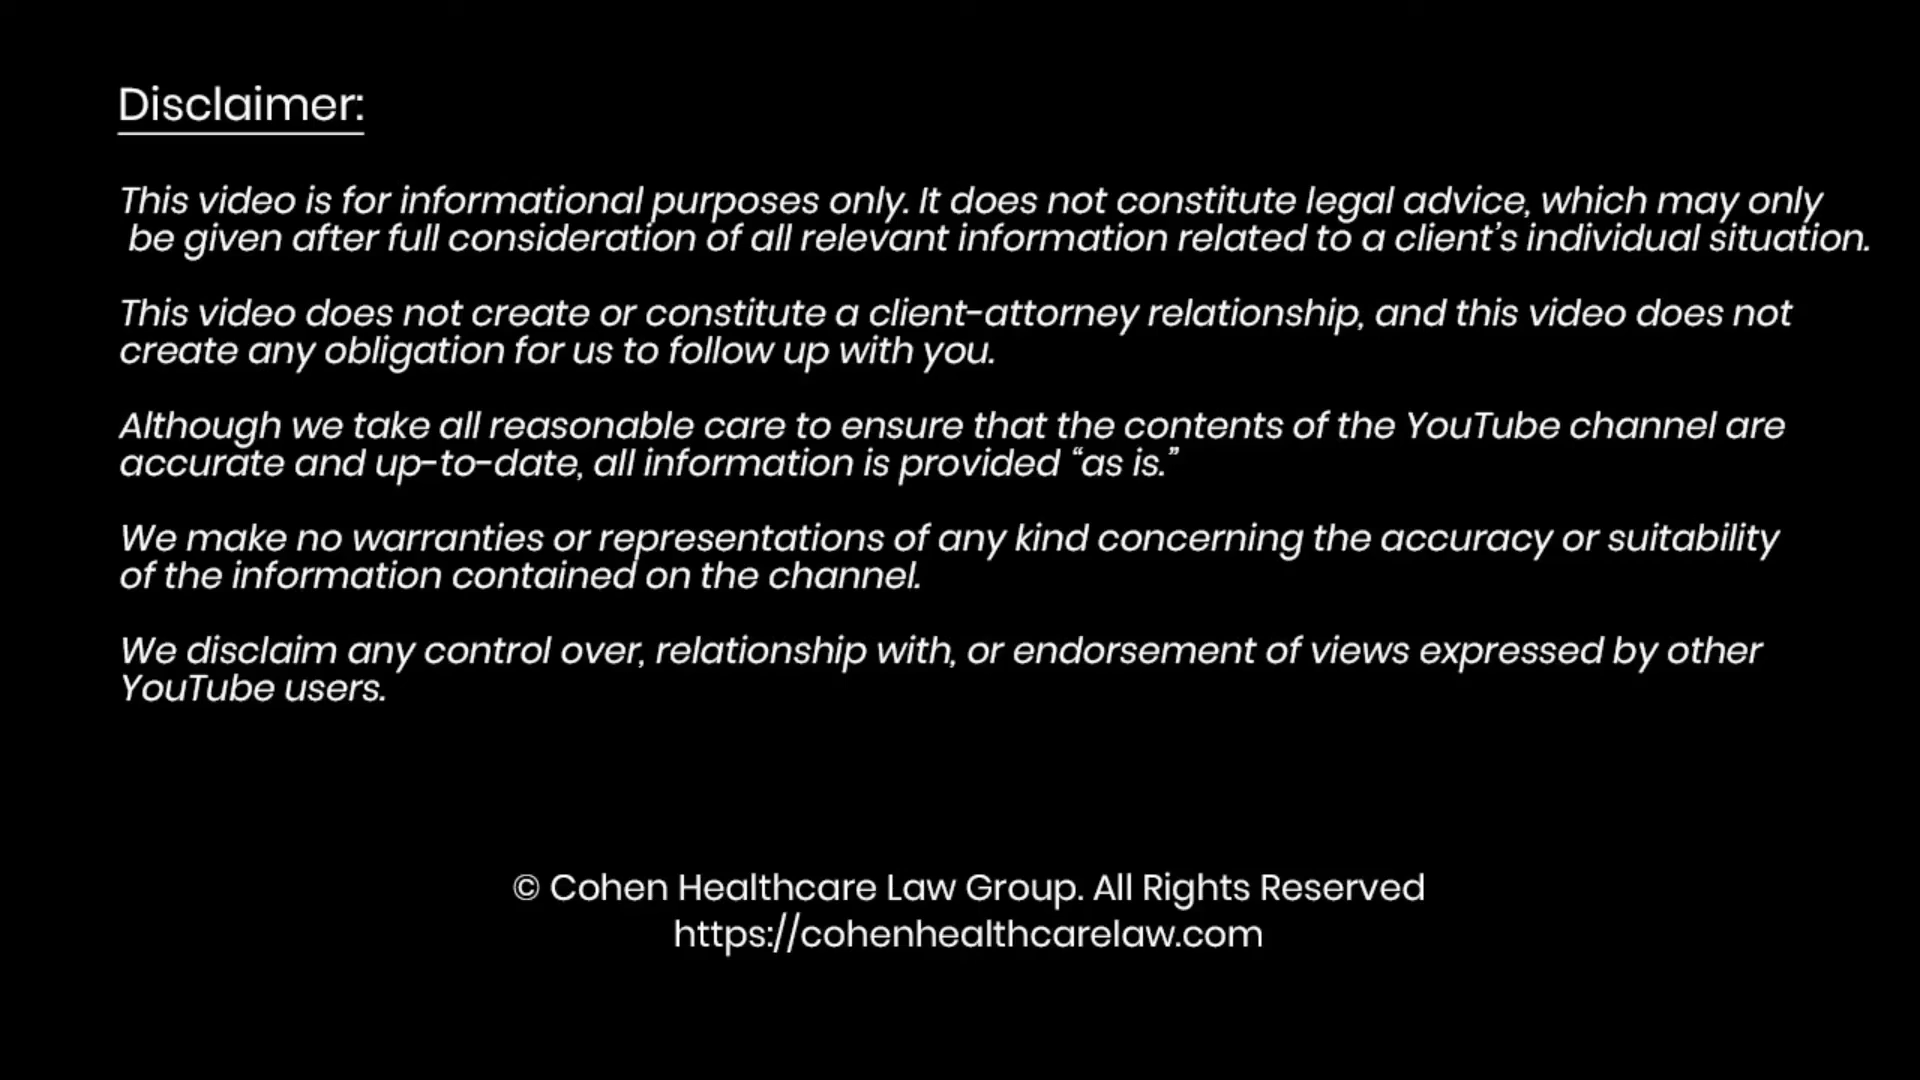 Disclaimer:
This video is for informational purposes only. It does not constitute legal advice, which may only
be given after full consideration of all relevant information related to a client’s individual situation.
This video does not create or constitute a client-attorney relationship, and this video does not
create any obligation for us to follow up with you.
Although we take all reasonable care to ensure that the contents of the YouTube channel are
accurate and up-to-date, all information is provided “as is.”
We make no warranties or representations of any kind concerning the accuracy or suitability
of the information contained on the channel.
We disclaim any control over, relationship with, or endorsement of views expressed by other
YouTube users.
© Cohen Healthcare Law Group. All Rights Reserved
https://cohenhealthcarelaw.com